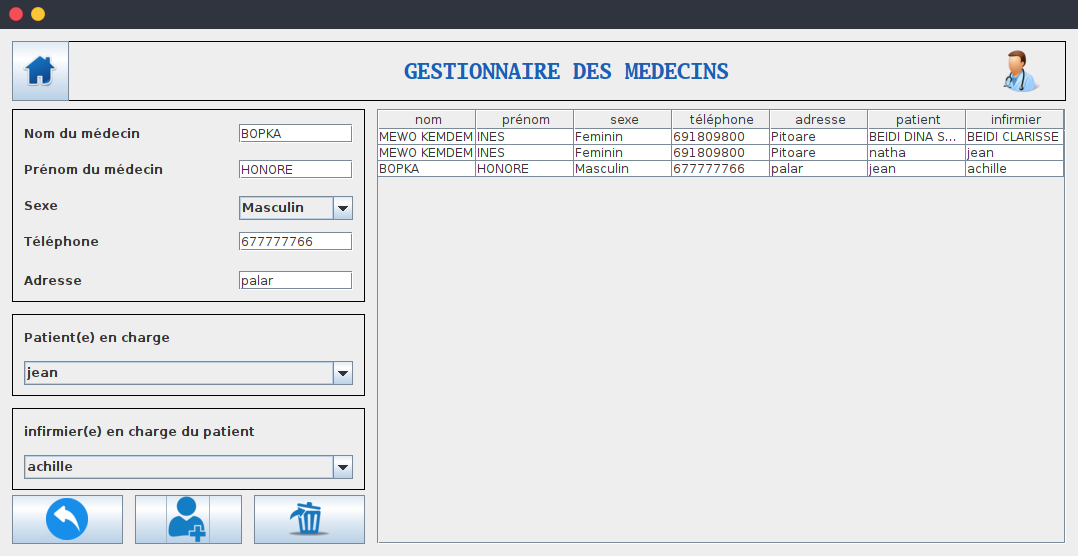 GESTIONNAIRE DES MEDECINS
Nom du médecin BOPKA
Prénom du médecin HONORE
Sexe Masculin
Téléphone 677777766
Adresse palar
Patient(e) en charge
jean
infirmier(e) en charge du patient
achille
nom prénom sexe téléphone adresse patient infirmier
MEWO KEMDEM INES Feminin 691809800 Pitoare BEIDI DINA S... BEIDI CLARISSE
MEWO KEMDEM INES Feminin 691809800 Pitoare natha jean
BOPKA HONORE Masculin 677777766 palar jean achille